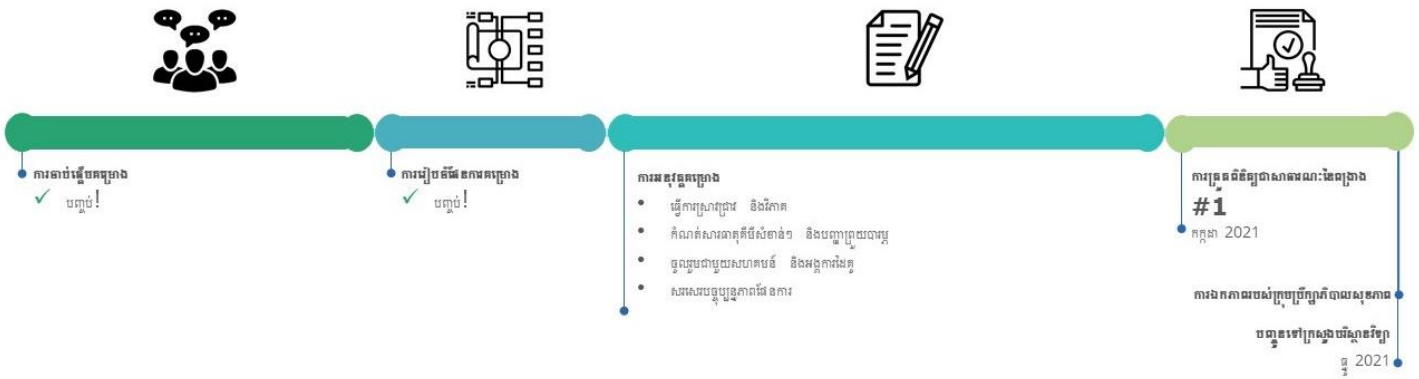 ការចាប់ផ្តើមគម្រោង
បញ្ចប់!
ការរៀបចំផែនការគម្រោង
បញ្ចប់!
ការអនុវត្តគម្រោង
ធ្វើការស្រាវជ្រាវ និងវិភាគ
កំណត់សារធាតុគីមីសំខាន់ៗ និងបញ្ហាព្រួយបារម្ភ
ចូលរួមជាមួយសហគមន៍ និងអង្គការដៃគូ
សរសេរបច្ចុប្បន្នភាពផែនការ
ការត្រួតពិនិត្យជាសាធារណៈនៃពង្រាង
#1
កក្កដា 2021
ការឯកភាពរបស់ក្រុមប្រឹក្សាភិបាលសុខភាព
បញ្ជូនទៅក្រសួងបរិស្ថានវិទ្យា
ធ្នូ 2021